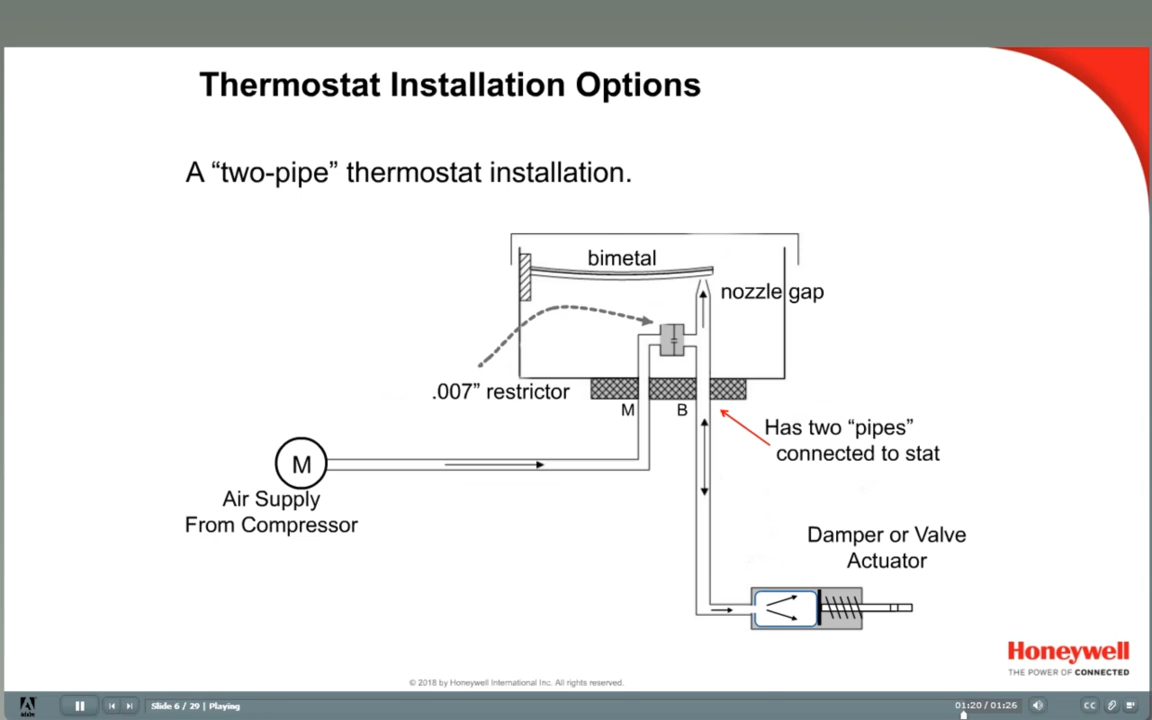 Thermostat Installation Options
A “two-pipe” thermostat installation.
bimetal
nozzle gap
.007” restrictor
M
B
Has two “pipes”
connected to stat
M
Air Supply
From Compressor
Damper or Valve
Actuator
Honeywell
THE POWER OF CONNECTED
© 2018 by Honeywell International Inc. All rights reserved.
Slide 6 / 29 | Playing
01:20 / 01:26
CC